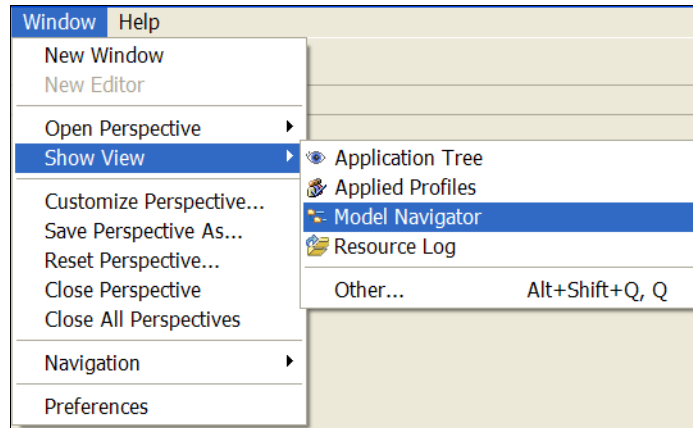 Window Help
New Window
New Editor
Open Perspective
Show View
Application Tree
Applied Profiles
Model Navigator
Resource Log
Other... Alt+Shift+Q, Q
Customize Perspective...
Save Perspective As...
Reset Perspective...
Close Perspective
Close All Perspectives
Navigation
Preferences